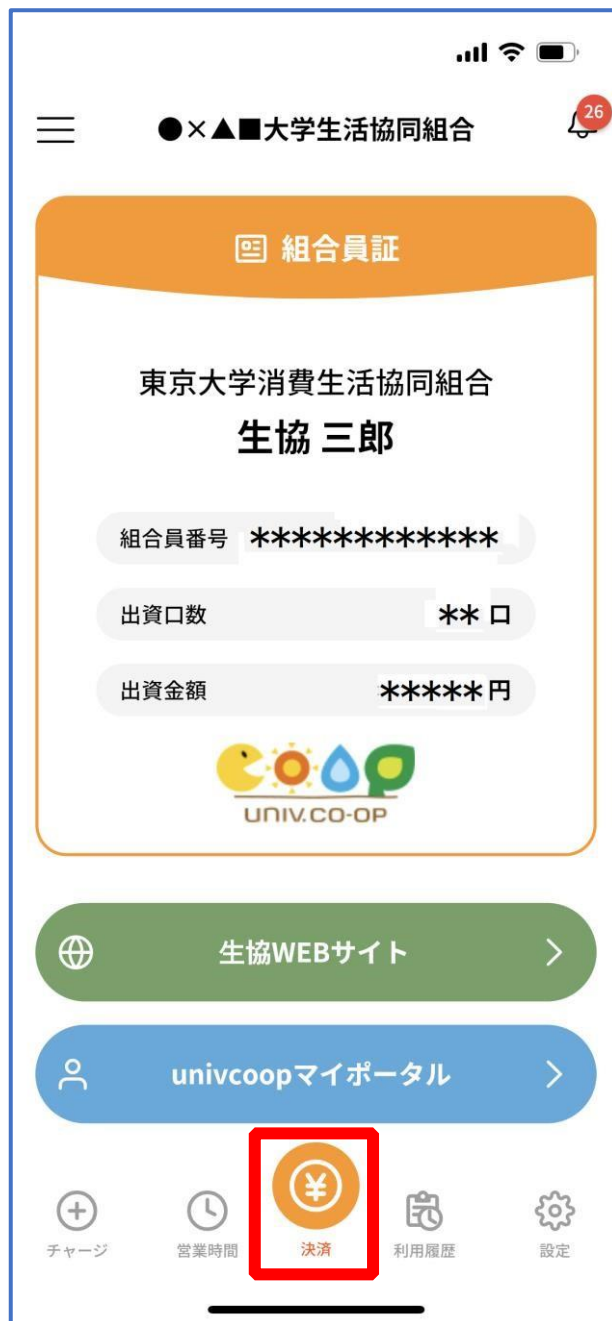 ●×▲■大学生活協同組合
26
組合員証
東京大学消費生活協同組合
生協 三郎
組合員番号 ************
出資口数 ** 口
出資金額 *****円
UNIV.CO-OP
生協WEBサイト
univcoopマイポータル
チャージ 営業時間 決済 利用履歴 設定